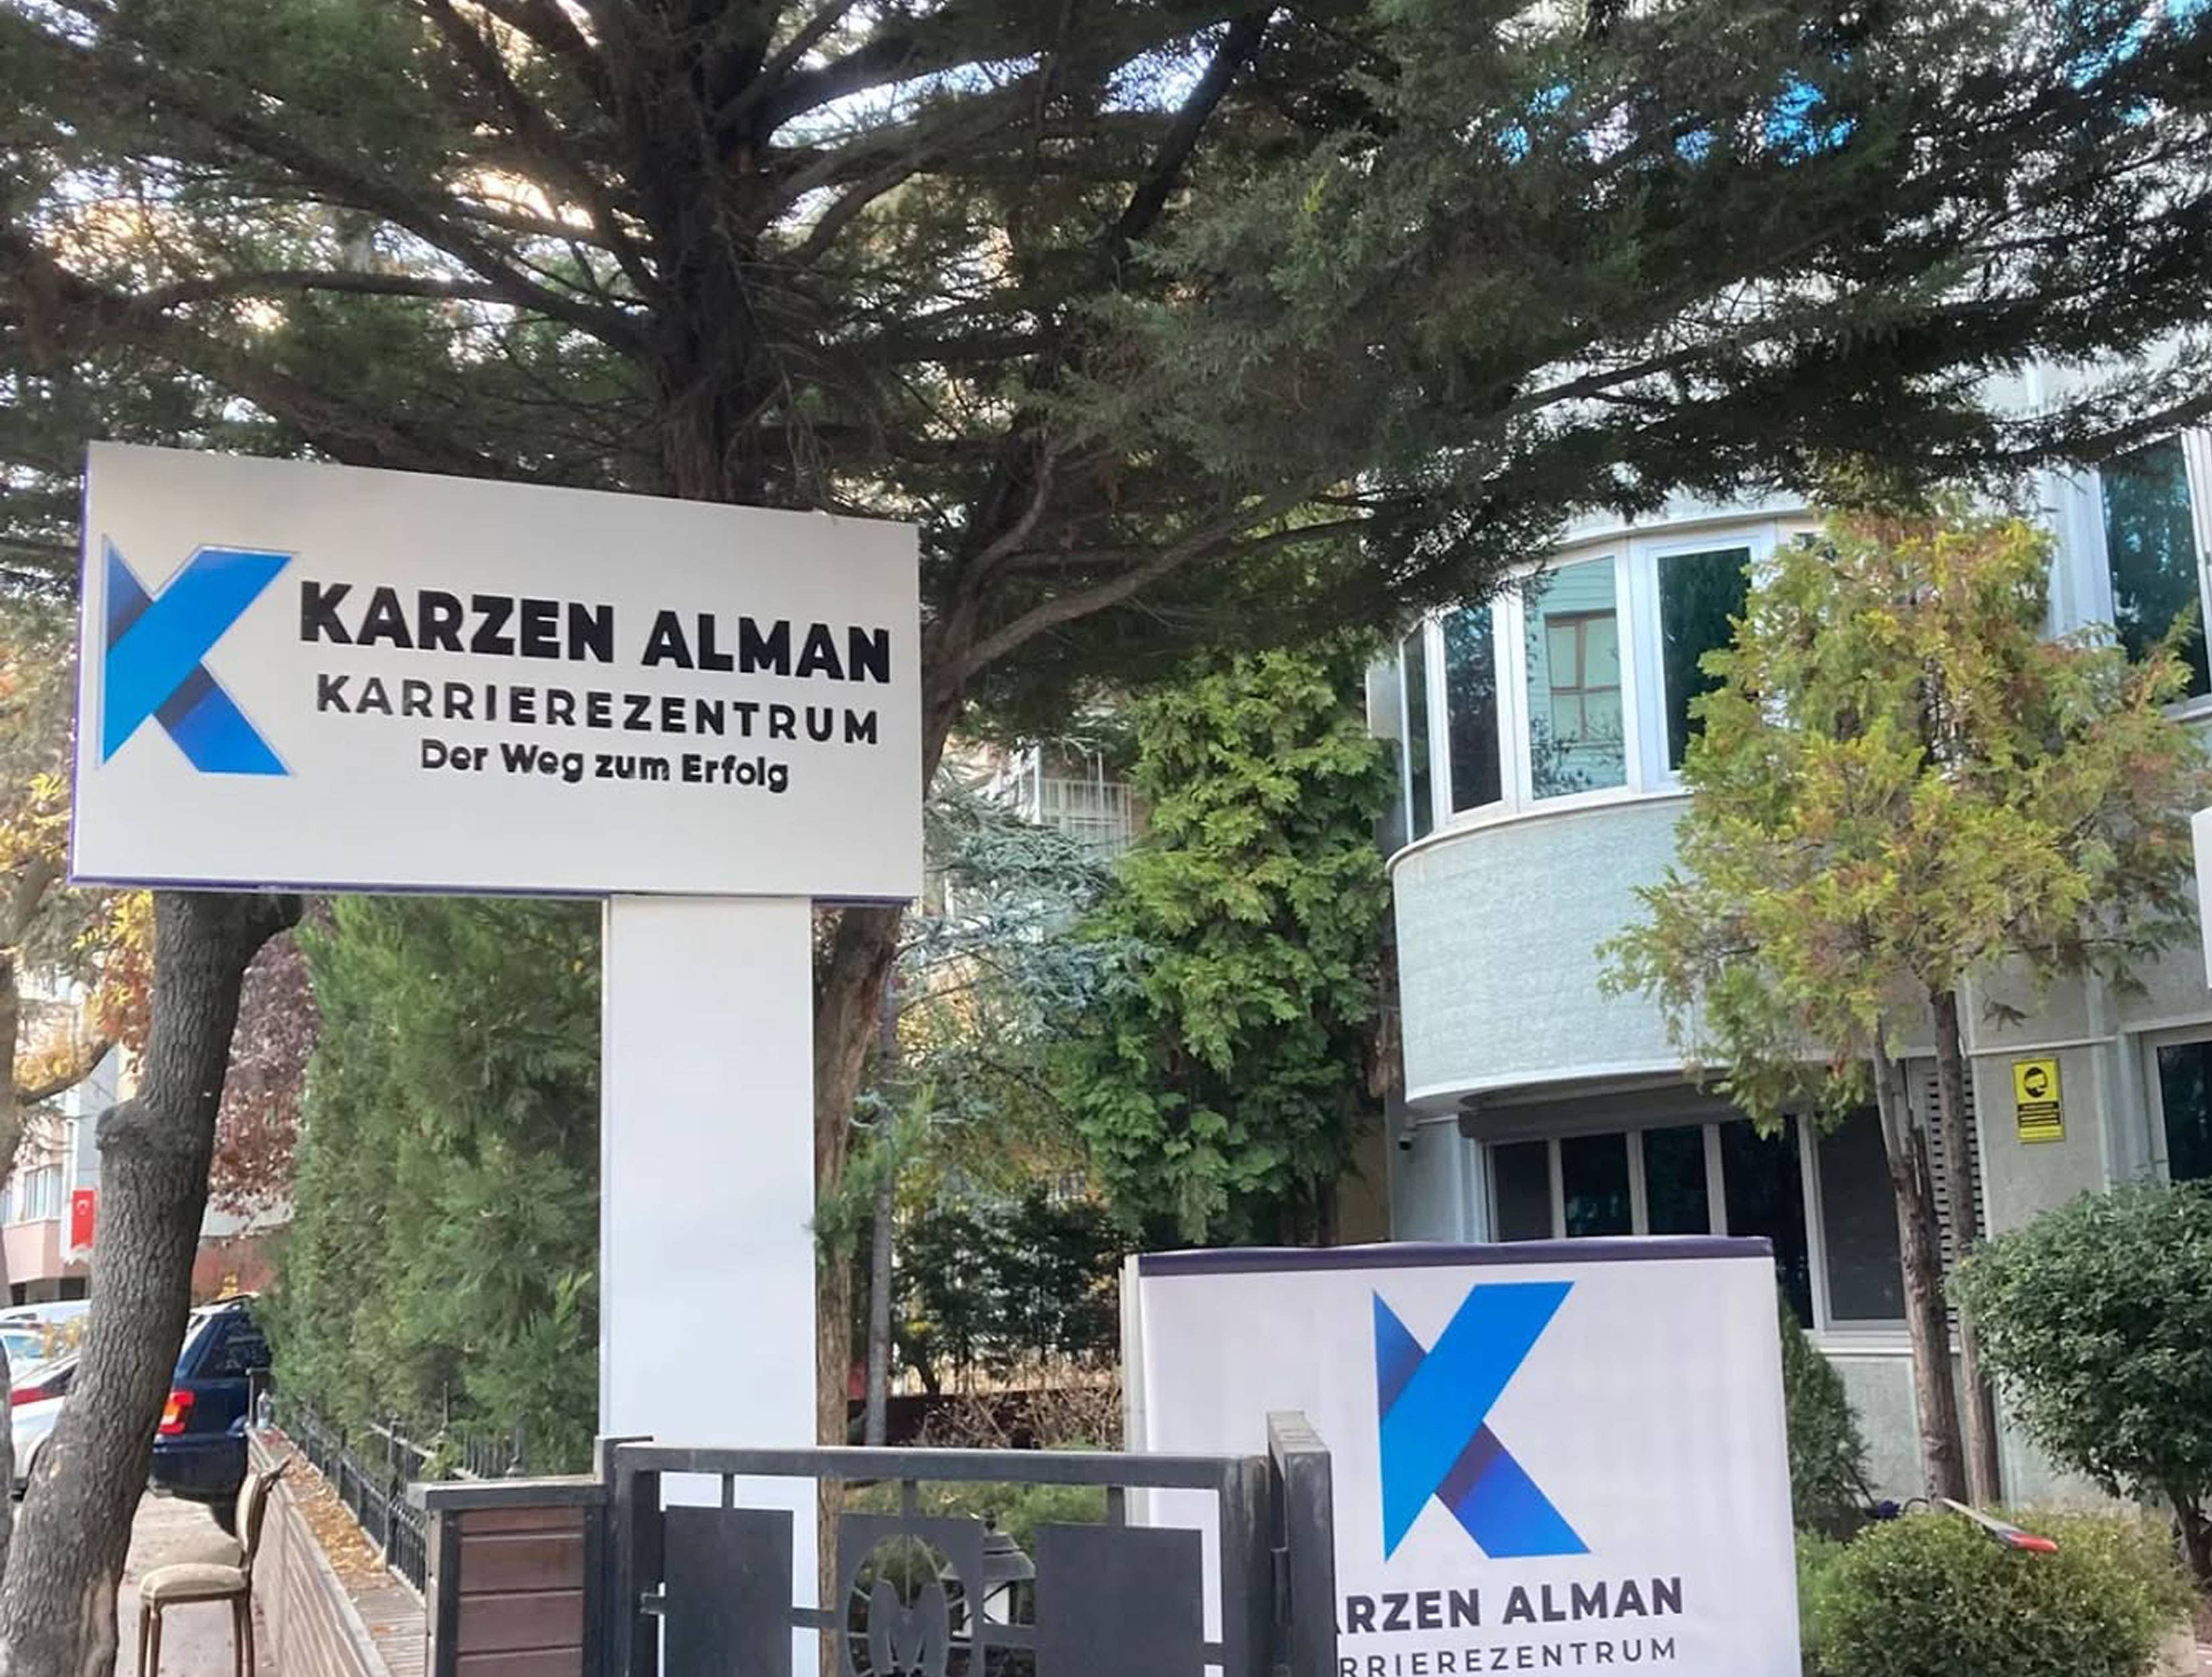 KARZEN ALMAN
KARRIEREZENTRUM
Der Weg zum Erfolg
ARZEN ALMAN
RRIEREZENTRUM